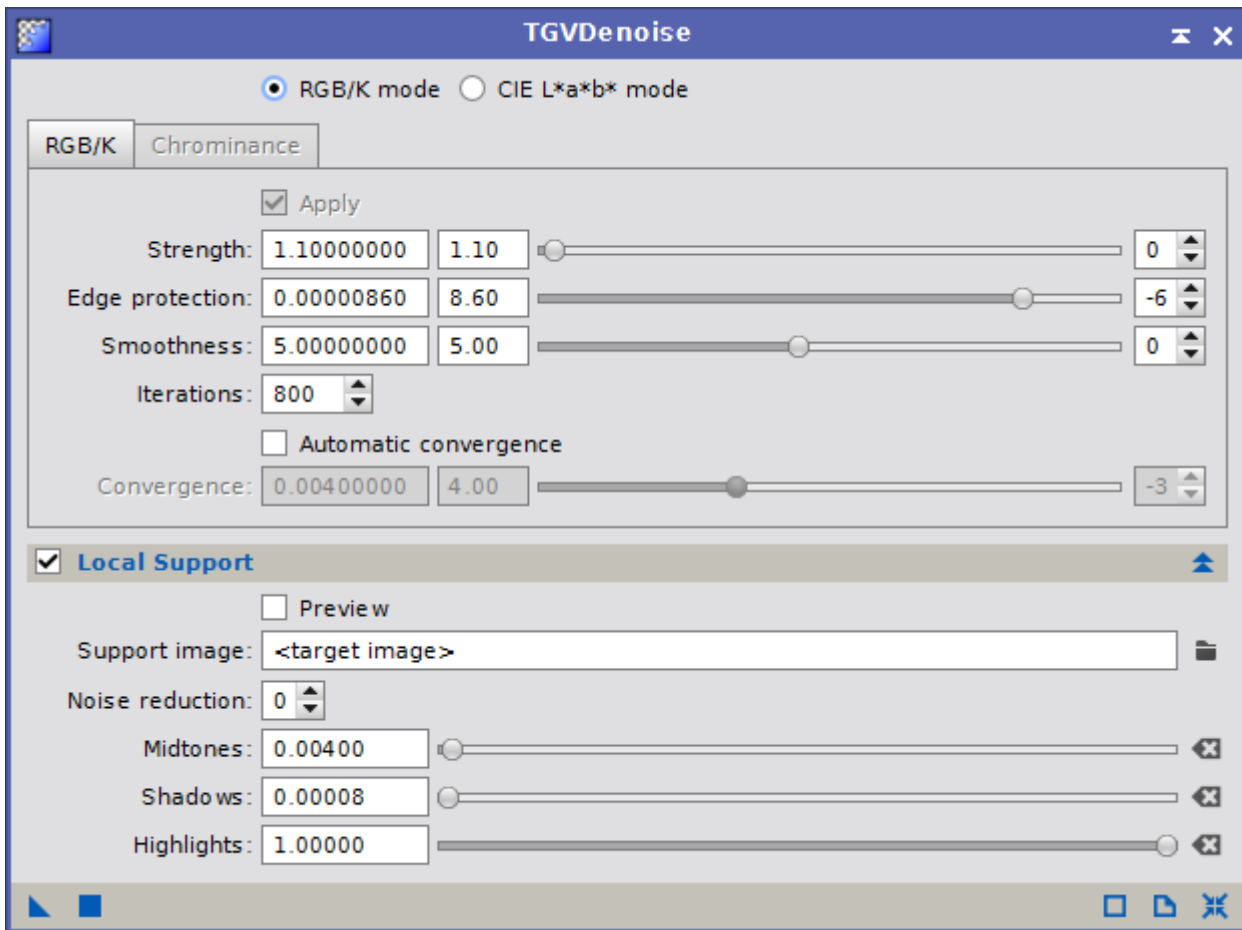 TGVDenoise
RGB/K mode CIE L*a*b* mode
RGB/K Chrominance
Apply
Strength: 1.10000000 1.10 0
Edge protection: 0.00000860 8.60 -6
Smoothness: 5.00000000 5.00 0
Iterations: 800
Automatic convergence
Convergence: 0.00400000 4.00 -3
Local Support
Preview
Support image: <target image>
Noise reduction: 0
Midtones: 0.00400
Shadows: 0.00008
Highlights: 1.00000